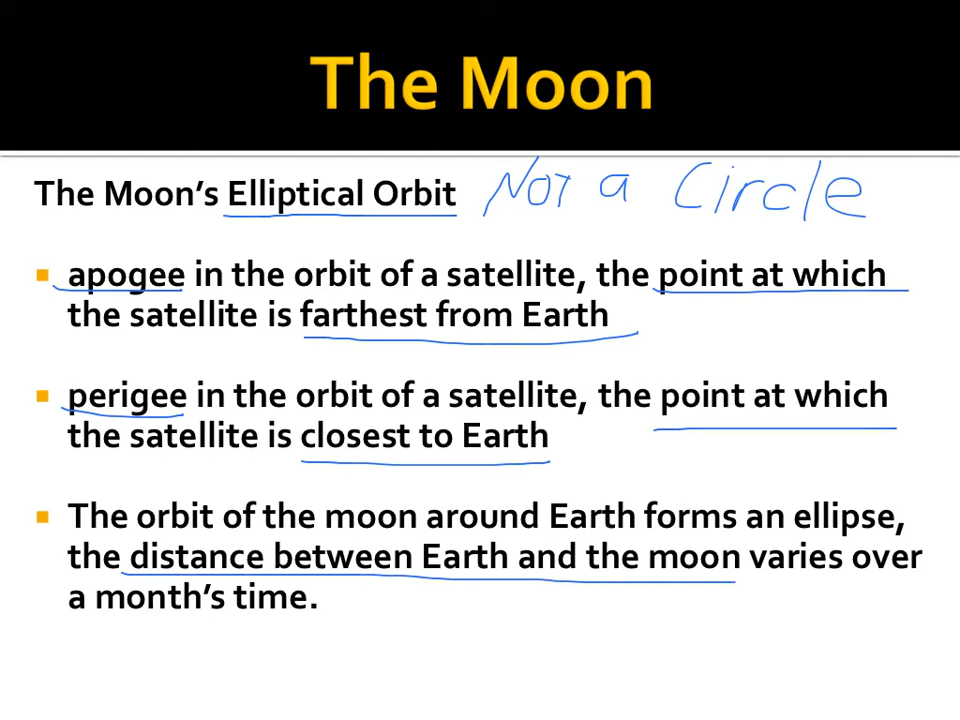 The Moon
The Moon's Elliptical Orbit Not a Circle
▪ apogee in the orbit of a satellite, the point at which
the satellite is farthest from Earth
▪ perigee in the orbit of a satellite, the point at which
the satellite is closest to Earth
▪ The orbit of the moon around Earth forms an ellipse,
the distance between Earth and the moon varies over
a month's time.